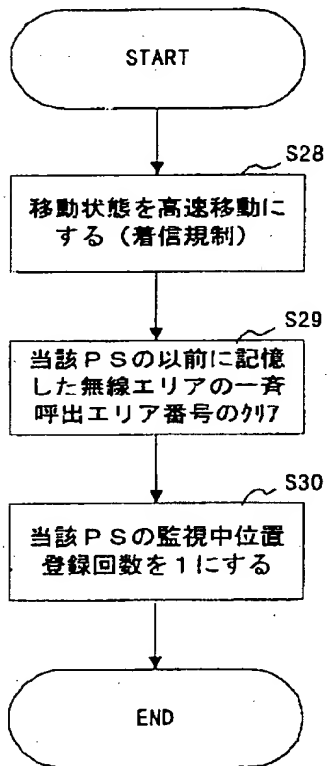 START
S28
移動状態を高速移動に
する（着信規制）
S29
当該ＰＳの以前に記憶
した無線エリアの一斉
呼出エリア番号のｸﾘｱ
S30
当該ＰＳの監視中位置
登録回数を１にする
END